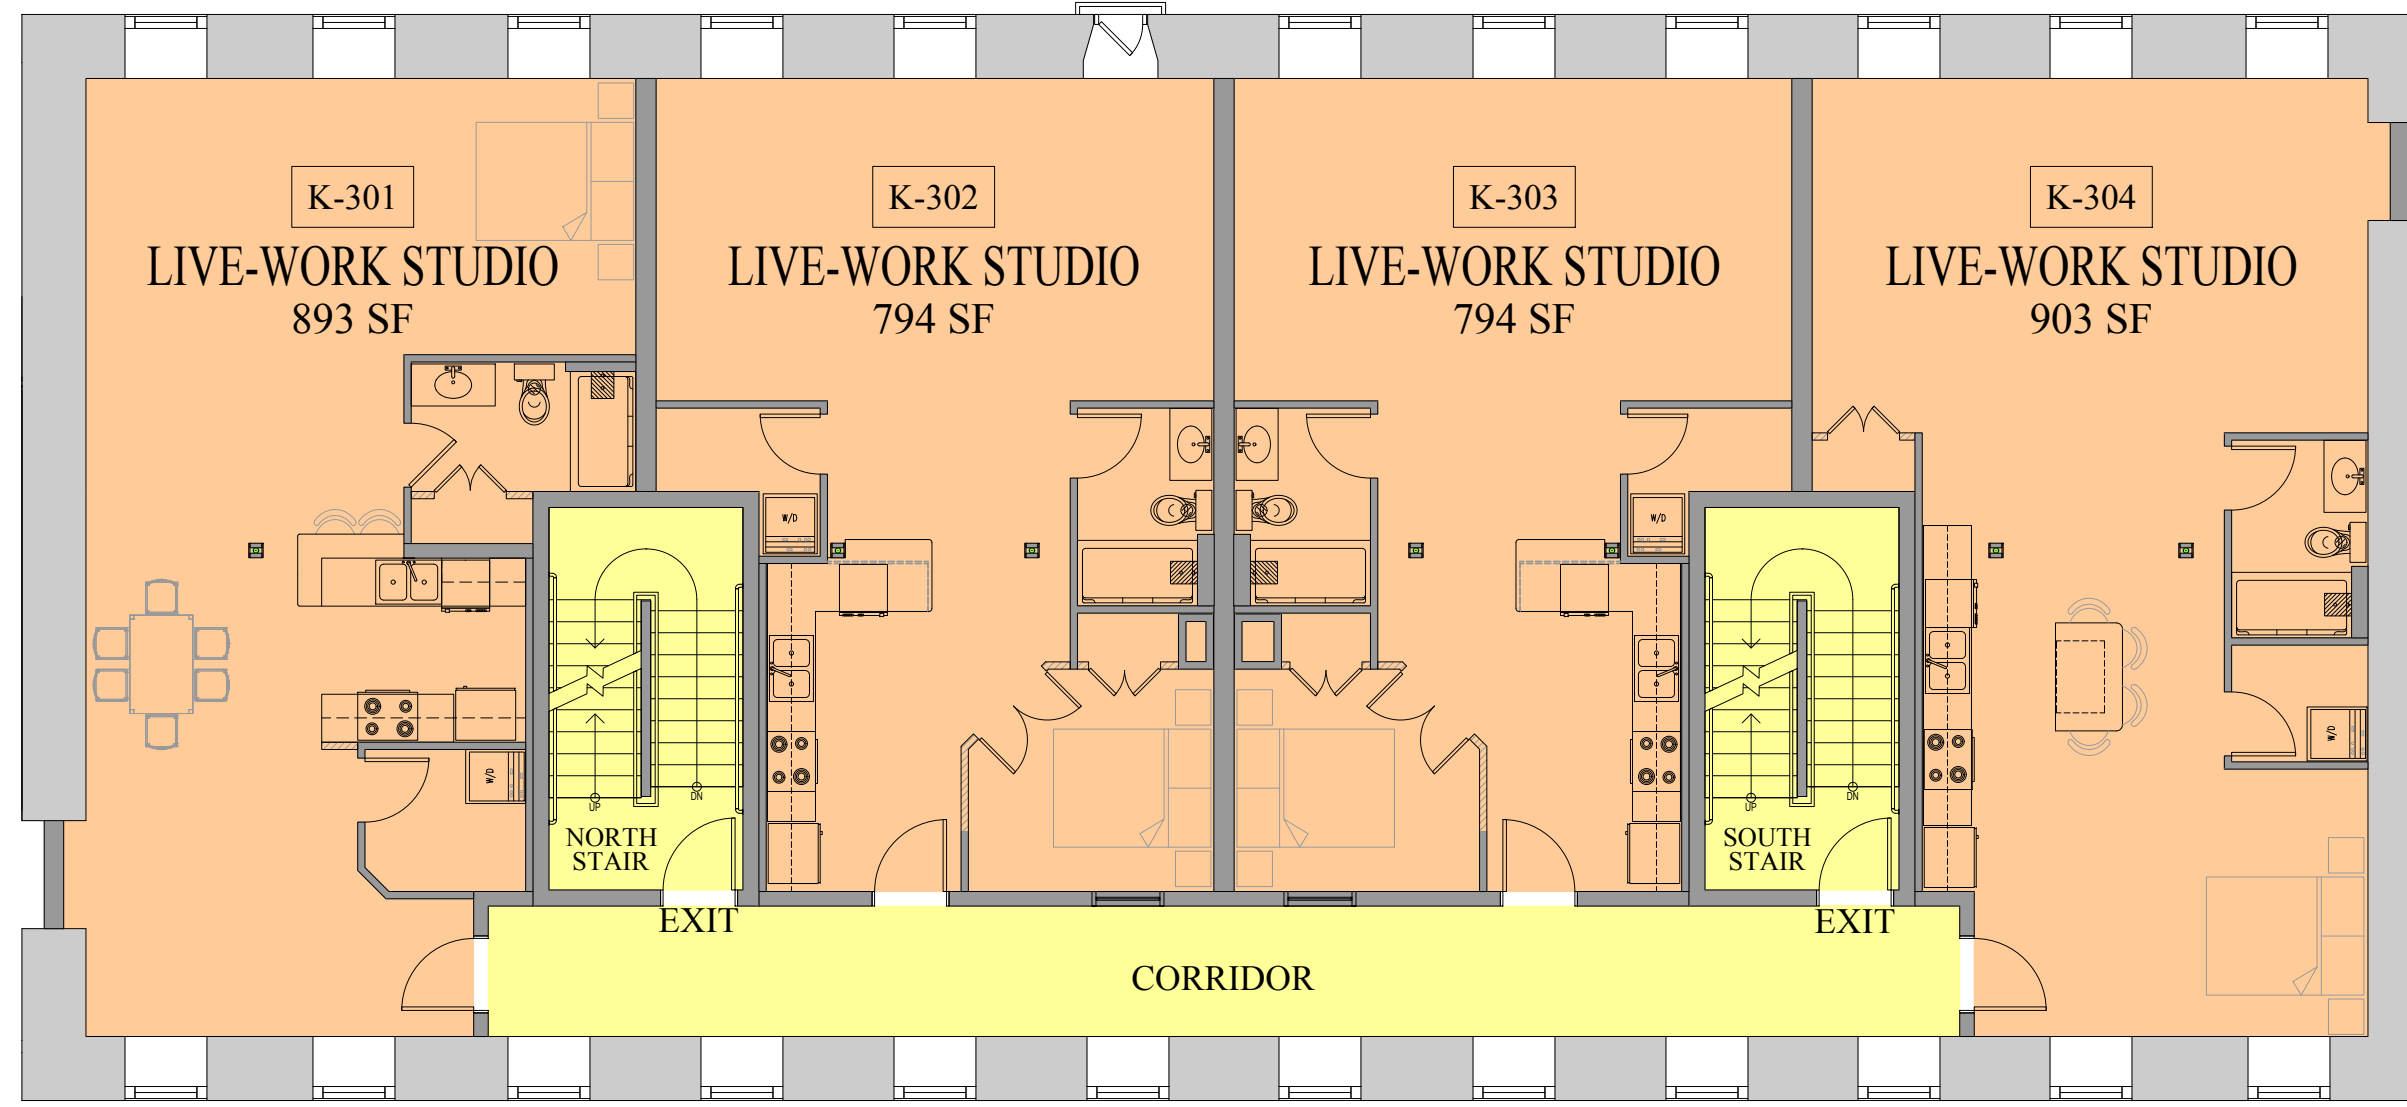 K-301
LIVE-WORK STUDIO
893 SF
K-302
LIVE-WORK STUDIO
794 SF
K-303
LIVE-WORK STUDIO
794 SF
K-304
LIVE-WORK STUDIO
903 SF
W/D
W/D
W/D
W/D
UP
DN
NORTH
STAIR
EXIT
UP
DN
SOUTH
STAIR
EXIT
CORRIDOR